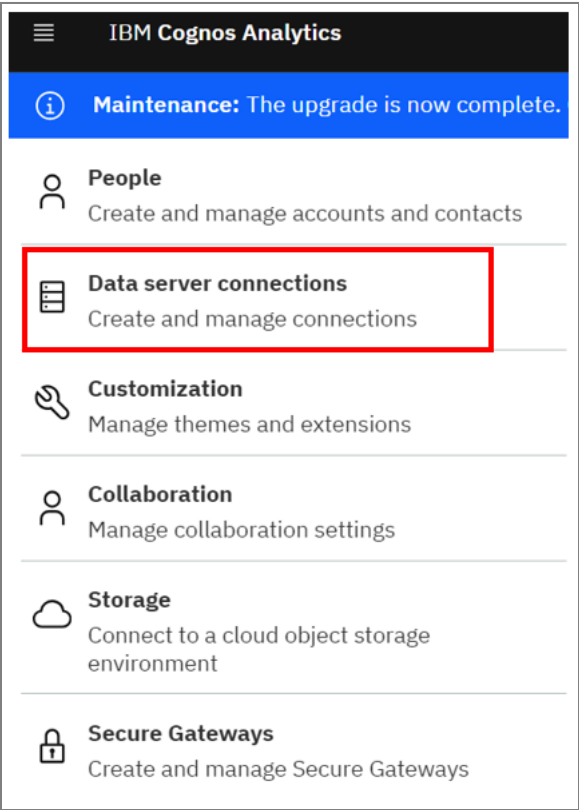 IBM Cognos Analytics
Maintenance: The upgrade is now complete.
People
Create and manage accounts and contacts
Data server connections
Create and manage connections
Customization
Manage themes and extensions
Collaboration
Manage collaboration settings
Storage
Connect to a cloud object storage
environment
Secure Gateways
Create and manage Secure Gateways